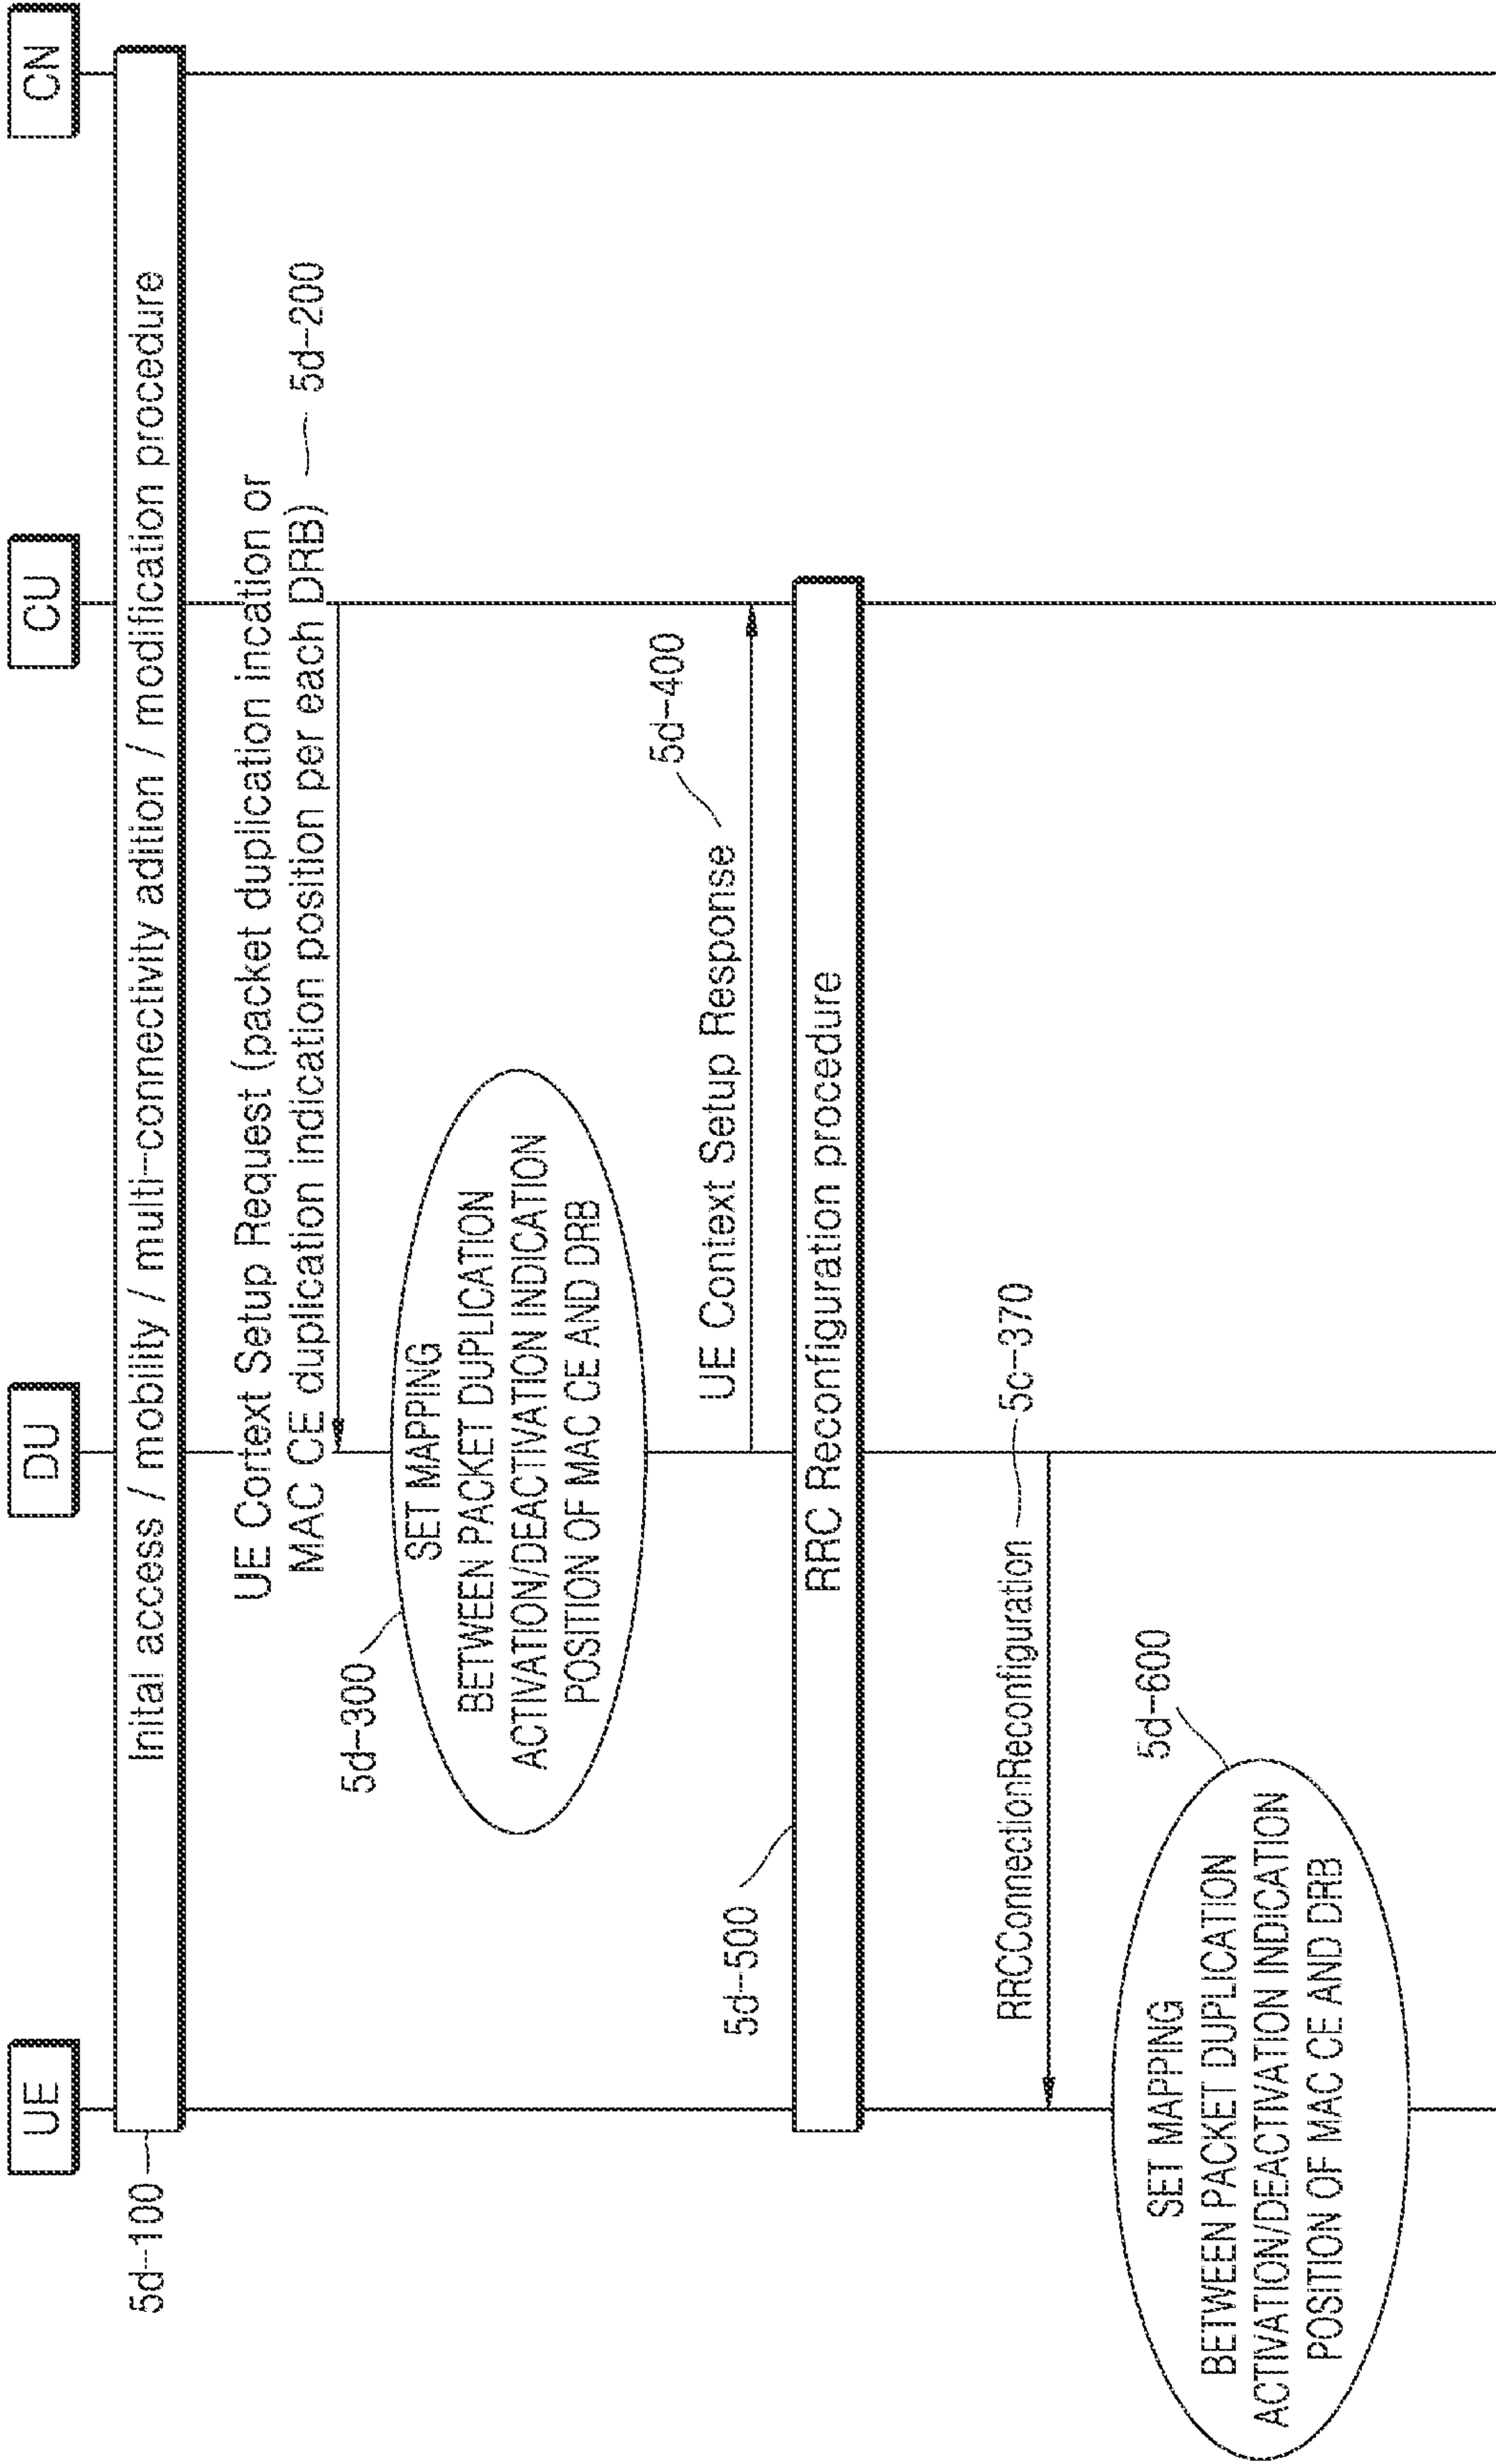 UE
DU
CU
CN
5d-100
Inital access / mobility / multi-connectivity adition / modification procedure
UE Cortext Setup Request (packet duplication incation or
MAC CE duplication indication position per each DRB)
5d-200
5d-300
SET MAPPING
BETWEEN PACKET DUPLICATION
ACTIVATION/DEACTIVATION INDICATION
POSITION OF MAC CE AND DRB
5d-400
UE Context Setup Response
5d-500
RRC Reconfiguration procedure
RRCConnectionReconfiguration
5c-370
5d-600
SET MAPPING
BETWEEN PACKET DUPLICATION
ACTIVATION/DEACTIVATION INDICATION
POSITION OF MAC CE AND DRB